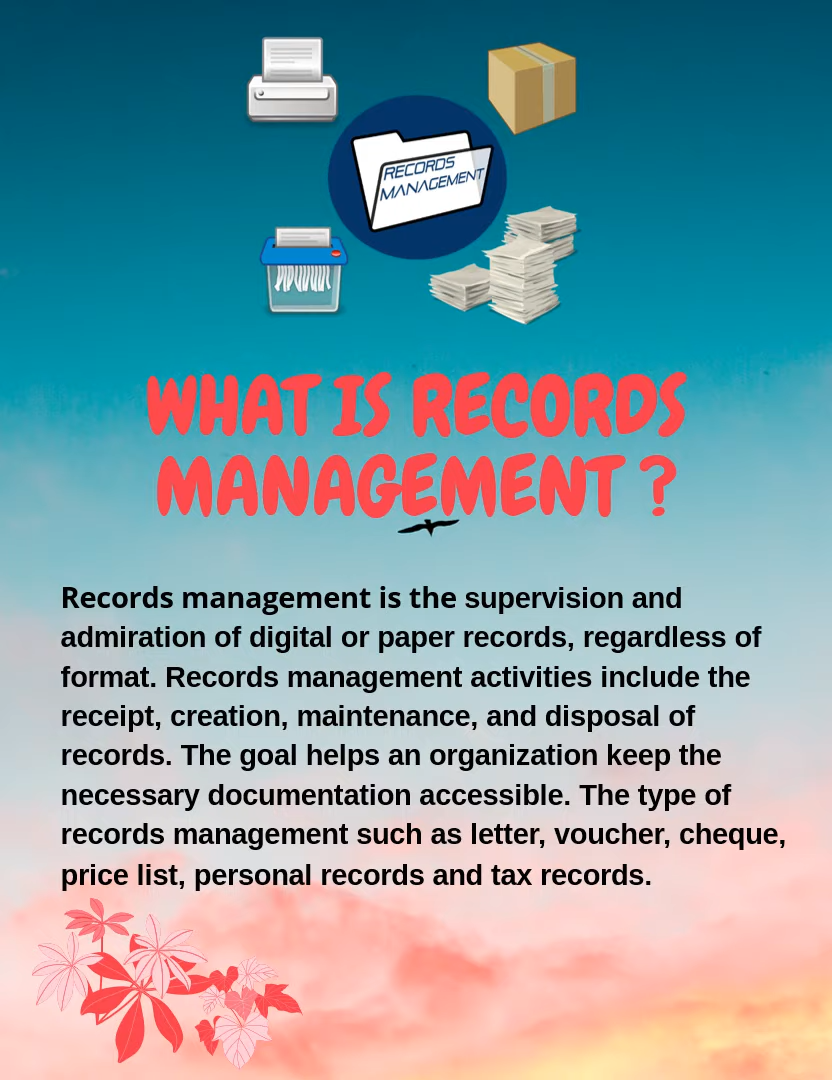 RECORDS
MANAGEMENT
WHAT IS RECORDS
MANAGEMENT ?
Records management is the supervision and
admiration of digital or paper records, regardless of
format. Records management activities include the
receipt, creation, maintenance, and disposal of
records. The goal helps an organization keep the
necessary documentation accessible. The type of
records management such as letter, voucher, cheque,
price list, personal records and tax records.